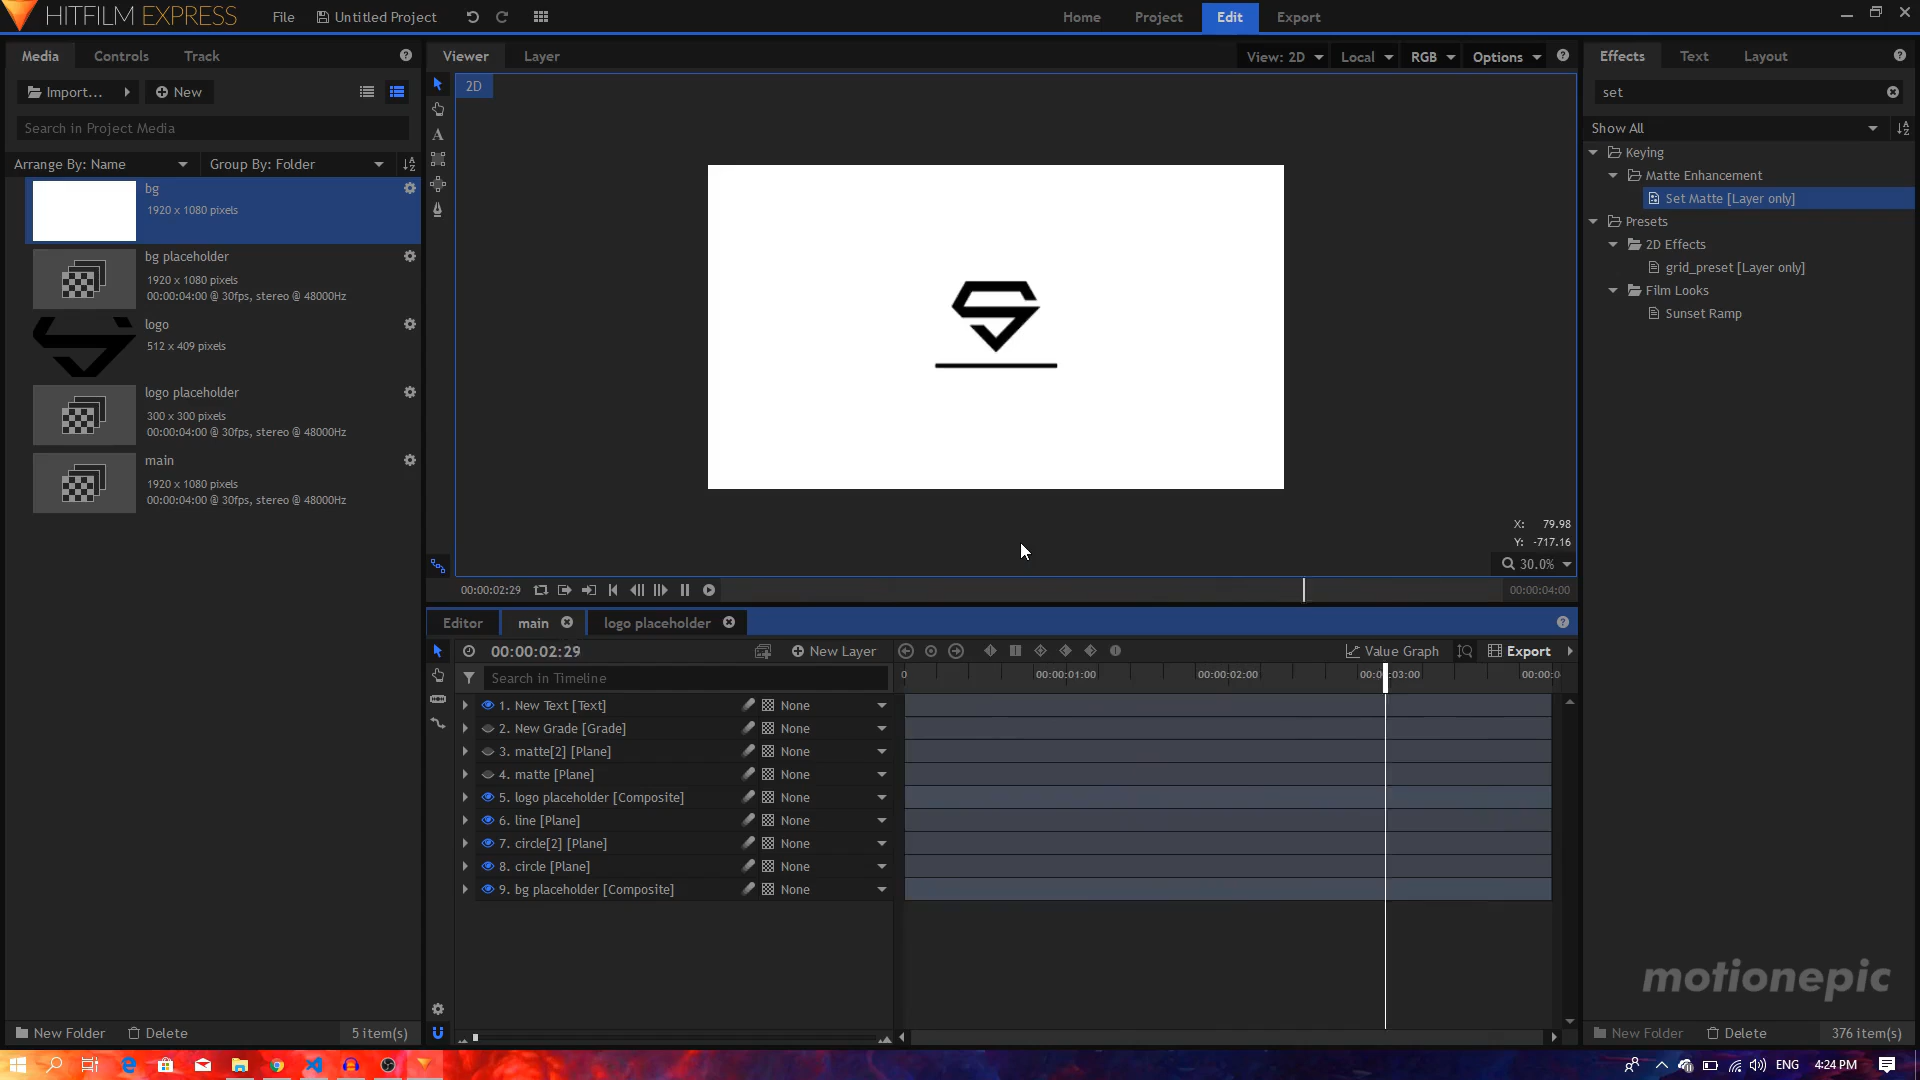 HITFILM EXPRESS
File
Untitled Project
Home
Project
Edit
Export
Media
Controls
Track
Import...
New
Search in Project Media
Arrange By: Name
Group By: Folder
bg
1920 x 1080 pixels
bg placeholder
1920 x 1080 pixels
00:00:04:00 @ 30fps, stereo @ 48000Hz
logo
512 x 409 pixels
logo placeholder
300 x 300 pixels
00:00:04:00 @ 30fps, stereo @ 48000Hz
main
1920 x 1080 pixels
00:00:04:00 @ 30fps, stereo @ 48000Hz
New Folder
Delete
5 item(s)
Viewer
Layer
View: 2D
Local
RGB
Options
2D
X: 79.98
Y: -717.16
30.0%
00:00:02:29
00:00:04:00
Editor
main
logo placeholder
00:00:02:29
New Layer
Value Graph
Export
Search in Timeline
0
00:00:01:00
00:00:02:00
00:00:03:00
00:00:0
1. New Text [Text] None
2. New Grade [Grade] None
3. matte[2] [Plane] None
4. matte [Plane] None
5. logo placeholder [Composite] None
6. line [Plane] None
7. circle[2] [Plane] None
8. circle [Plane] None
9. bg placeholder [Composite] None
Effects
Text
Layout
set
Show All
Keying
Matte Enhancement
Set Matte [Layer only]
Presets
2D Effects
grid_preset [Layer only]
Film Looks
Sunset Ramp
motionepic
New Folder
Delete
376 item(s)
ENG
4:24 PM